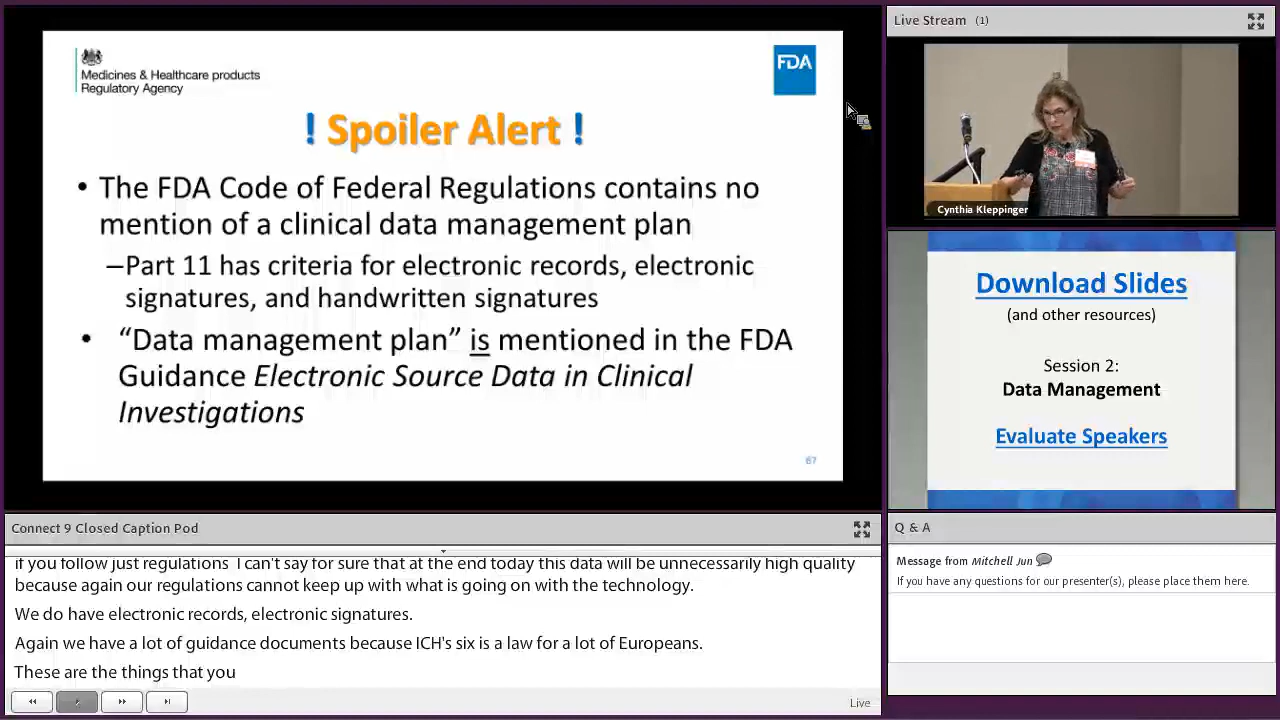 Medicines & Healthcare products
Regulatory Agency
FDA
! Spoiler Alert !
• The FDA Code of Federal Regulations contains no
mention of a clinical data management plan
–Part 11 has criteria for electronic records, electronic
signatures, and handwritten signatures
• “Data management plan” is mentioned in the FDA
Guidance Electronic Source Data in Clinical
Investigations
67
Connect 9 Closed Caption Pod
if you follow just regulations I can't say for sure that at the end today this data will be unnecessarily high quality
because again our regulations cannot keep up with what is going on with the technology.
We do have electronic records, electronic signatures.
Again we have a lot of guidance documents because ICH's six is a law for a lot of Europeans.
These are the things that you
Live
Live Stream (1)
Cynthia Kleppinger
Download Slides
(and other resources)
Session 2:
Data Management
Evaluate Speakers
Q & A
Message from Mitchell Jun
If you have any questions for our presenter(s), please place them here.